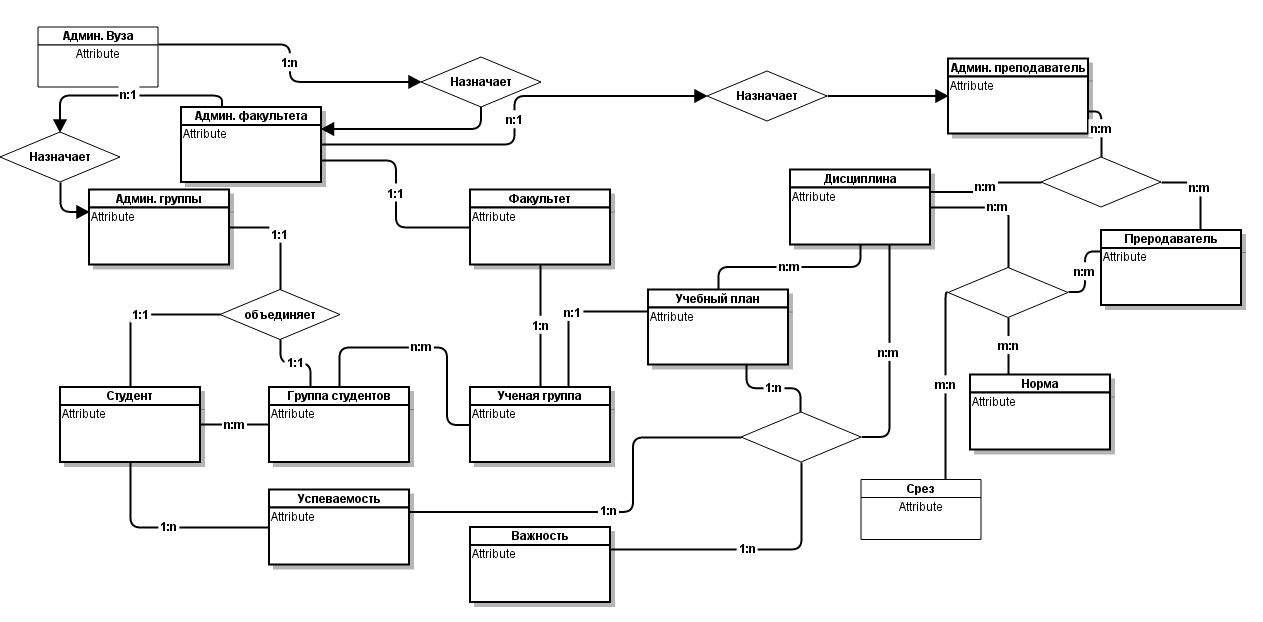 Админ. Вуза
Attribute
1:n
Назначает
Назначает
Админ. преподаватель
Attribute
n:1
Админ. факультета
Attribute
n:1
n:m
Назначает
Админ. группы
Attribute
1:1
Факультет
Attribute
Дисциплина
Attribute
n:m
n:m
n:m
Преродаватель
Attribute
1:1
n:m
n:m
Учебный план
Attribute
объединяет
1:1
1:n
n:1
1:1
n:m
n:m
m:n
Студент
Attribute
Группа студентов
Attribute
Ученая группа
Attribute
1:n
m:n
Норма
Attribute
n:m
Успеваемость
Attribute
1:n
1:n
Важность
Attribute
1:n
Срез
Attribute